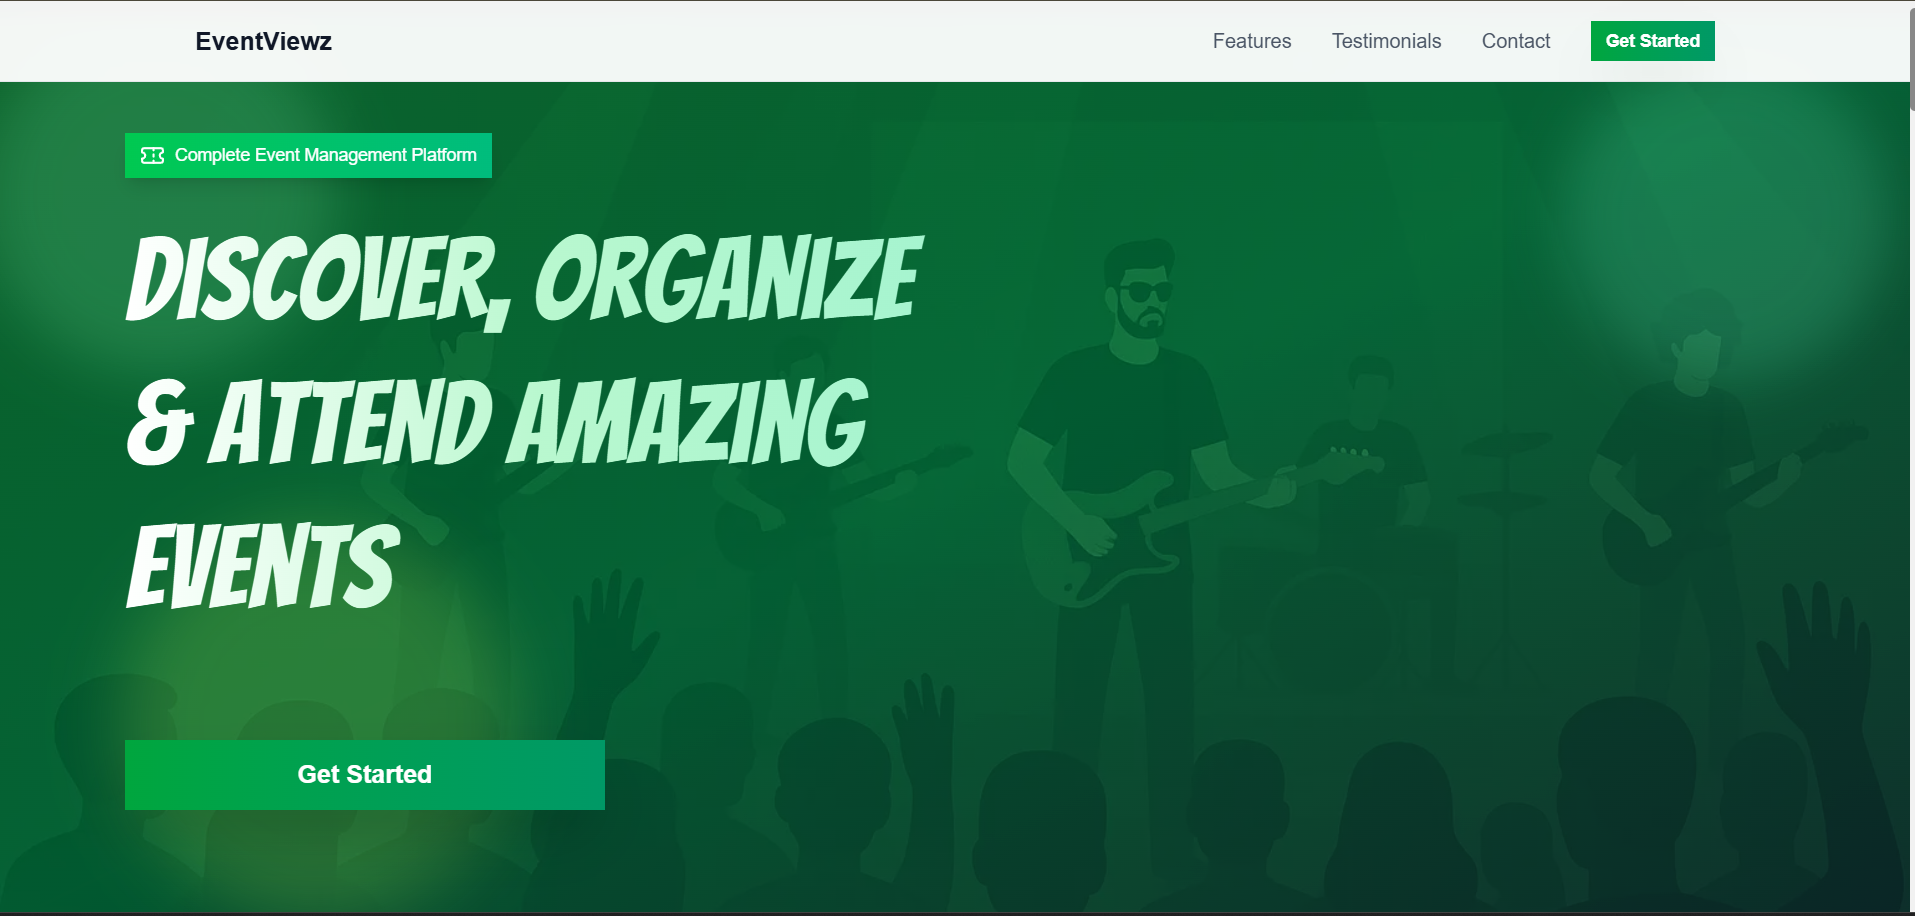 EventViewz
Features
Testimonials
Contact
Get Started
Complete Event Management Platform
DISCOVER, ORGANIZE
& ATTEND AMAZING
EVENTS
Get Started